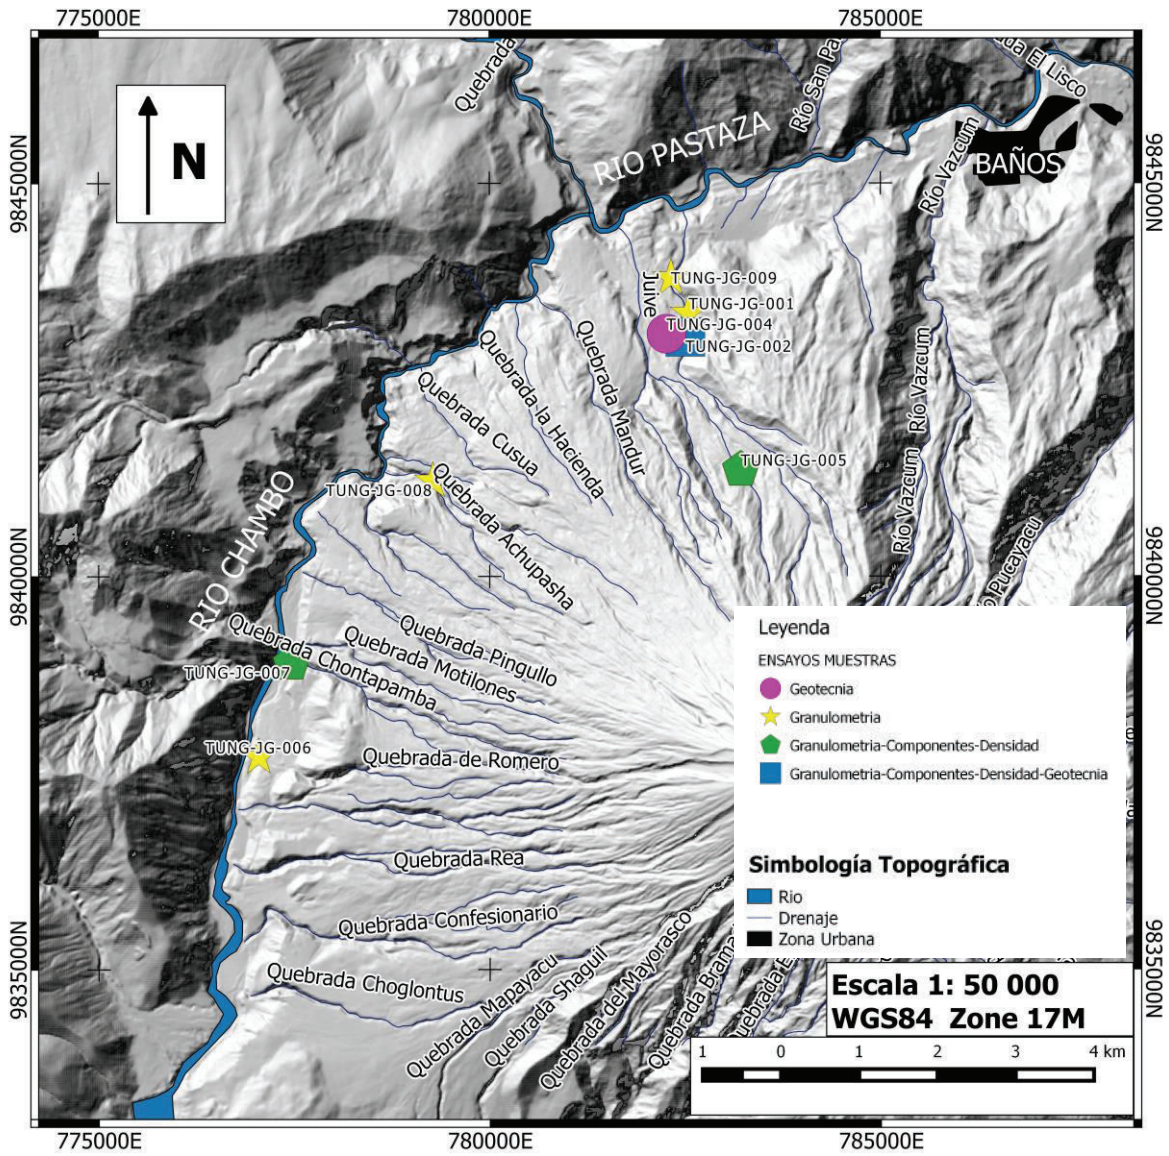 775000E
780000E
785000E
9845000N
9840000N
9835000N
9845000N
9840000N
9835000N
N
Quebrada
Río San Pa
da El Lisco
RIO PASTAZA
BAÑOS
Río Vazcum
TUNG-JG-009
Juive
TUNG-JG-001
TUNG-JG-004
TUNG-JG-002
Quebrada Mandur
Quebrada la Hacienda
Quebrada Cusua
Río Vazcum
Río Vazcum
TUNG-JG-005
TUNG-JG-008
Quebrada Achupasha
RIO CHAMBO
o Pucayacu
Quebrada Pingullo
Quebrada Motilones
Quebrada Chontapamba
TUNG-JG-007
TUNG-JG-006
Quebrada de Romero
Quebrada Rea
Quebrada Confesionario
Quebrada Choglontus
Quebrada Mapayacu
Quebrada Shaguil
Quebrada del Mayorasco
Quebrada Brama
Quebrada
Leyenda
ENSAYOS MUESTRAS
Geotecnia
Granulometria
Granulometria-Componentes-Densidad
Granulometria-Componentes-Densidad-Geotecnia
Simbología Topográfica
Rio
Drenaje
Zona Urbana
Escala 1: 50 000
WGS84 Zone 17M
1 0 1 2 3 4 km
775000E
780000E
785000E